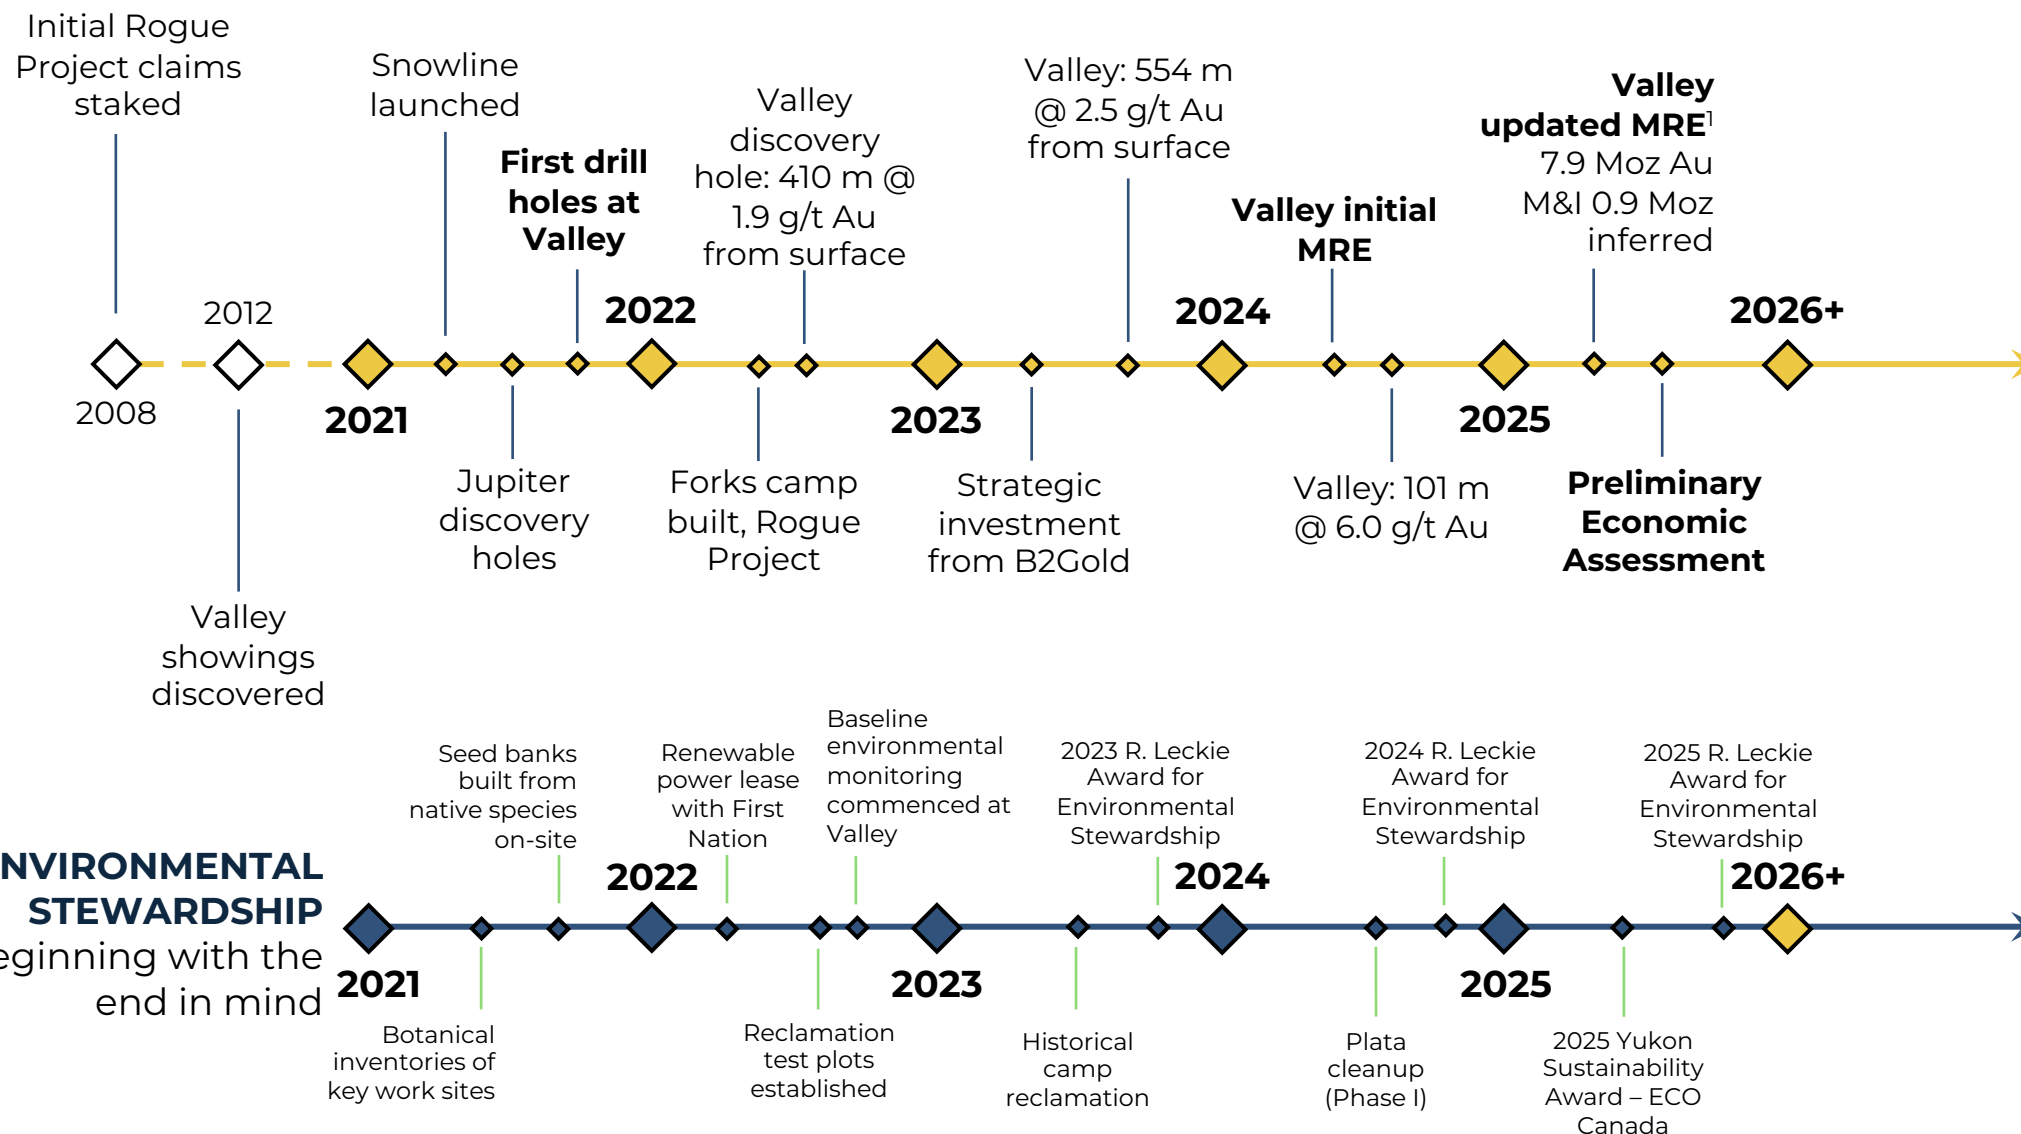 Initial Rogue
Project claims
staked
Snowline
launched
First drill
holes at
Valley
Valley
discovery
hole: 410 m @
1.9 g/t Au
from surface
Valley: 554 m
@ 2.5 g/t Au
from surface
Valley initial
MRE
Valley
updated MRE¹
7.9 Moz Au
M&I 0.9 Moz
inferred
2008
2012
2021
2022
2023
2024
2025
2026+
Valley
showings
discovered
Jupiter
discovery
holes
Forks camp
built, Rogue
Project
Strategic
investment
from B2Gold
Valley: 101 m
@ 6.0 g/t Au
Preliminary
Economic
Assessment
NVIRONMENTAL
STEWARDSHIP
eginning with the
end in mind
Seed banks
built from
native species
on-site
Renewable
power lease
with First
Nation
Baseline
environmental
monitoring
commenced at
Valley
2023 R. Leckie
Award for
Environmental
Stewardship
2024 R. Leckie
Award for
Environmental
Stewardship
2025 R. Leckie
Award for
Environmental
Stewardship
2021
2022
2023
2024
2025
2026+
Botanical
inventories of
key work sites
Reclamation
test plots
established
Historical
camp
reclamation
Plata
cleanup
(Phase I)
2025 Yukon
Sustainability
Award – ECO
Canada